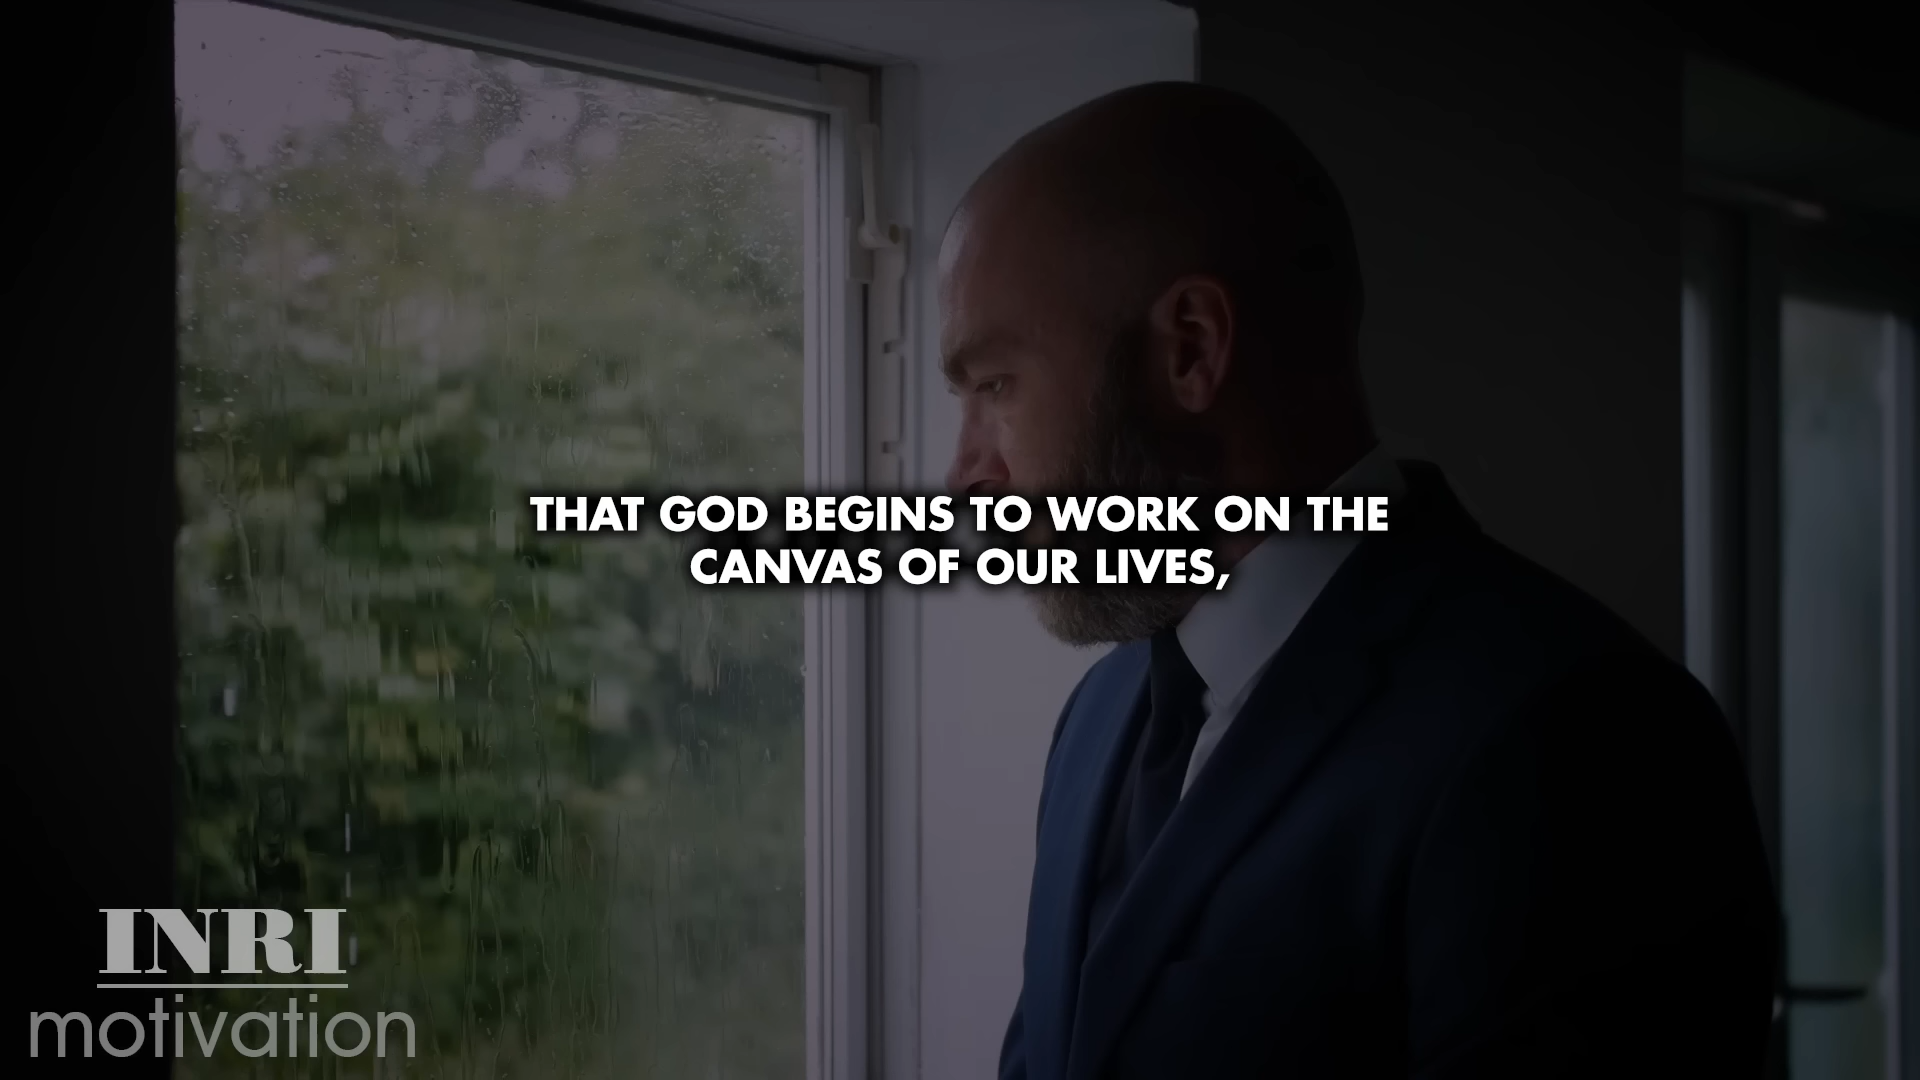 THAT GOD BEGINS TO WORK ON THE
CANVAS OF OUR LIVES,
INRI
motivation